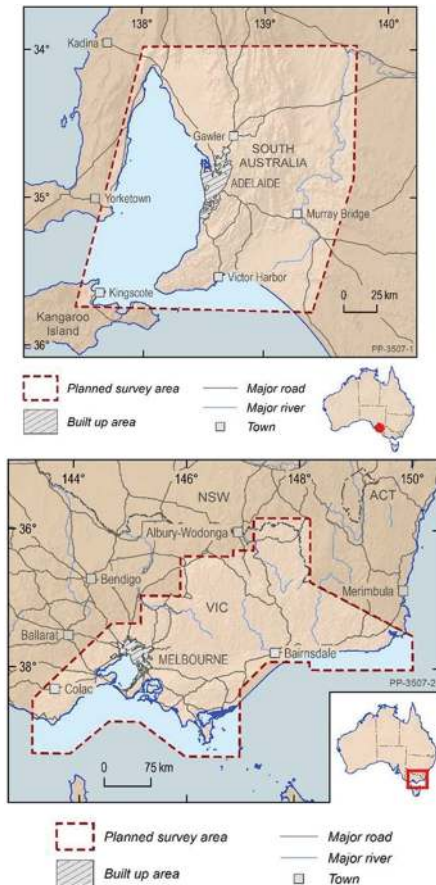 138°
139°
140°
34°
Kadina
Gawler
SOUTH
AUSTRALIA
ADELAIDE
35°
Yorketown
Murray Bridge
Victor Harbor
Kingscote
0 25 km
Kangaroo
Island
36°
PP-3507-1
Planned survey area
Major road
Major river
Built up area
Town
144°
146°
148°
150°
NSW
ACT
36°
Albury-Wodonga
Bendigo
Merimbula
VIC
Ballarat
MELBOURNE
Bairnsdale
38°
Colac
PP-3507-2
0 75 km
Planned survey area
Major road
Major river
Built up area
Town